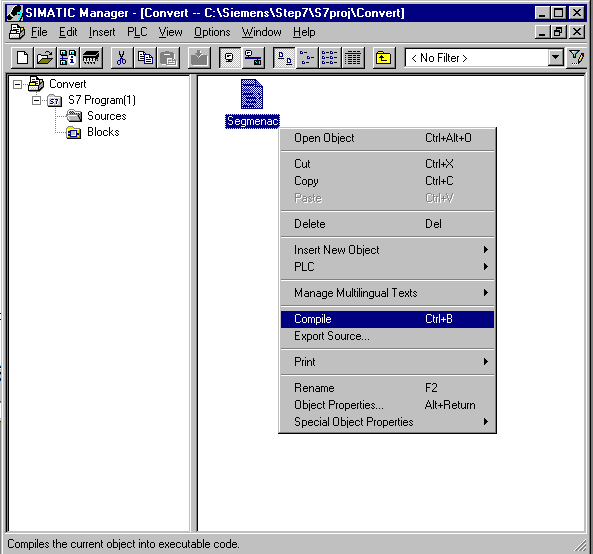 SIMATIC Manager - [Convert -- C:\Siemens\Step7\S7proj\Convert]
File Edit Insert PLC View Options Window Help
< No Filter >
Convert
S7 Program(1)
Sources
Blocks
Segmenac
Open Object Ctrl+Alt+O
Cut Ctrl+X
Copy Ctrl+C
Paste Ctrl+V
Delete Del
Insert New Object
PLC
Manage Multilingual Texts
Compile Ctrl+B
Export Source...
Print
Rename F2
Object Properties... Alt+Return
Special Object Properties
Compiles the current object into executable code.